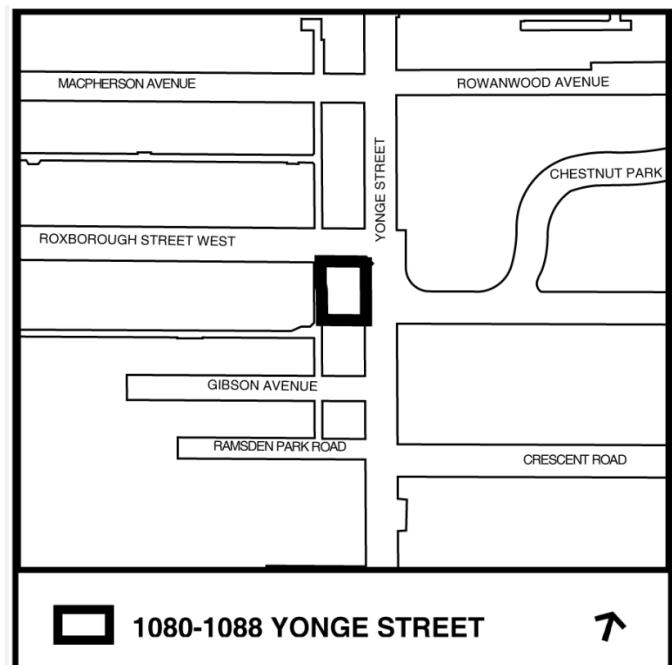 MACPHERSON AVENUE
ROWANWOOD AVENUE
YONGE STREET
CHESTNUT PARK
ROXBOROUGH STREET WEST
GIBSON AVENUE
RAMSDEN PARK ROAD
CRESCENT ROAD
1080-1088 YONGE STREET